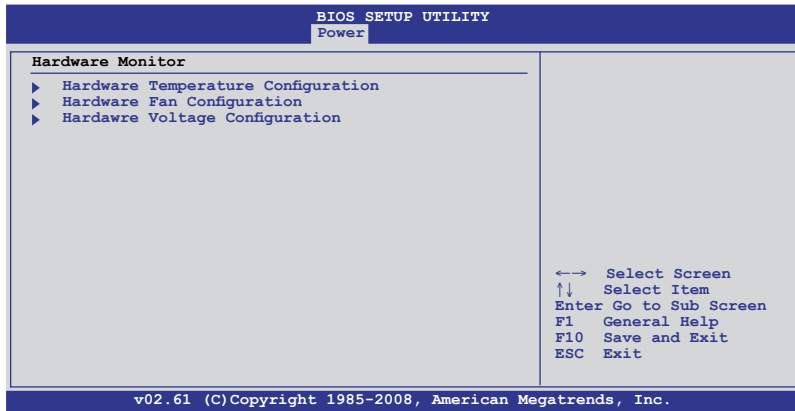 BIOS SETUP UTILITY
Power
Hardware Monitor
Hardware Temperature Configuration
Hardware Fan Configuration
Hardawre Voltage Configuration
←→ Select Screen
↑↓ Select Item
Enter Go to Sub Screen
F1 General Help
F10 Save and Exit
ESC Exit
v02.61 (C)Copyright 1985-2008, American Megatrends, Inc.